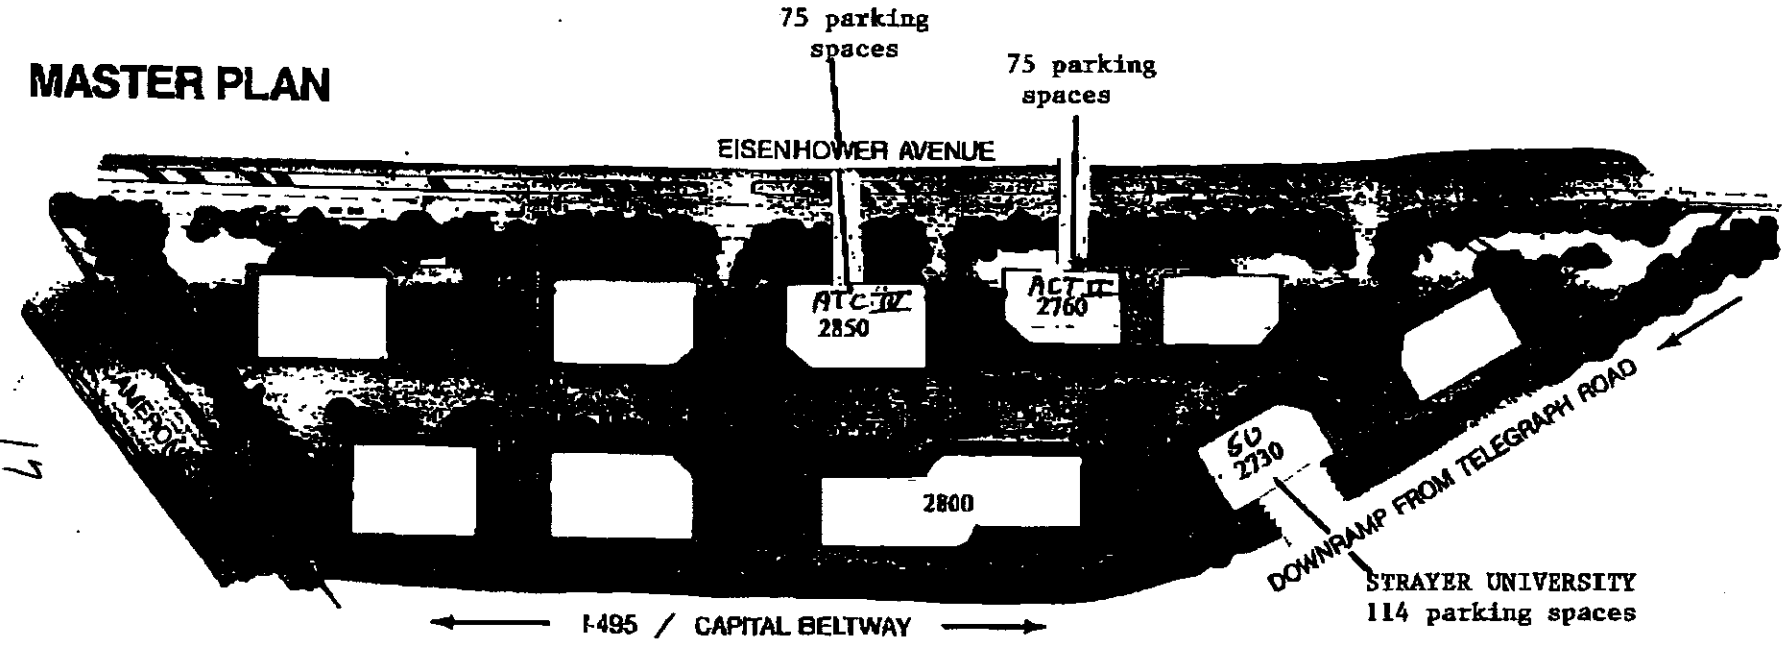 75 parking
spaces
75 parking
spaces
MASTER PLAN
EISENHOWER AVENUE
ATC IV
2850
ACT II
2760
SU
2730
2800
17
DOWNRAMP FROM TELEGRAPH ROAD
STRAYER UNIVERSITY
114 parking spaces
I-495 / CAPITAL BELTWAY